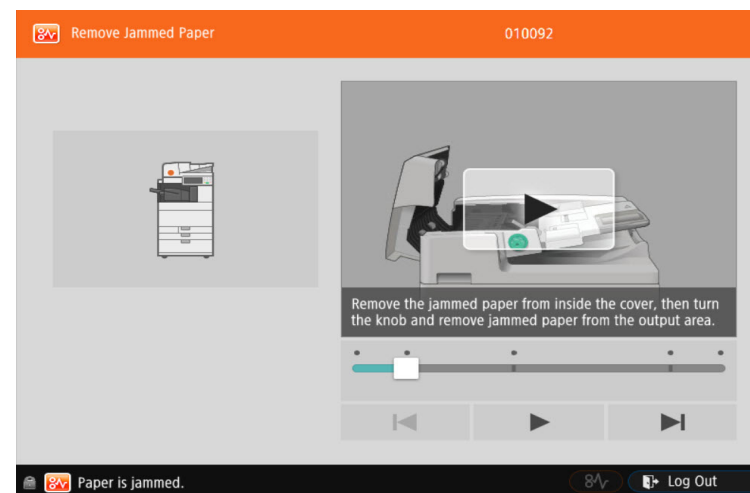 Remove Jammed Paper
010092
Remove the jammed paper from inside the cover, then turn
the knob and remove jammed paper from the output area.
Paper is jammed.
Log Out